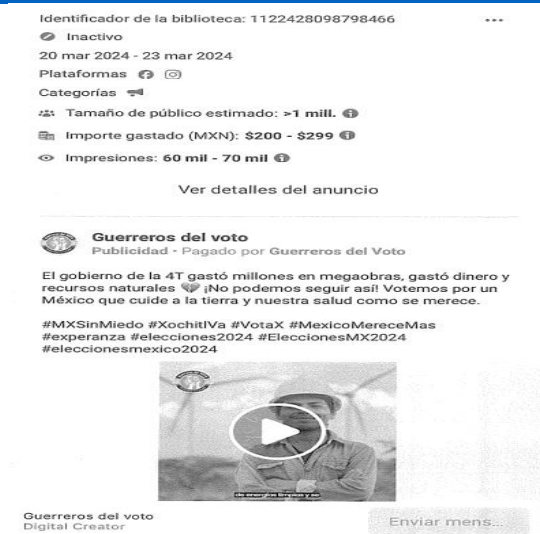 Identificador de la biblioteca: 1122428098798466
Inactivo
20 mar 2024 - 23 mar 2024
Plataformas
Categorías
Tamaño de público estimado: >1 mill.
Importe gastado (MXN): $200 - $299
Impresiones: 60 mil - 70 mil
Ver detalles del anuncio
Guerreros del voto
Publicidad · Pagado por Guerreros del Voto
El gobierno de la 4T gastó millones en megaobras, gastó dinero y
recursos naturales 💔 ¡No podemos seguir así! Votemos por un
México que cuide a la tierra y nuestra salud como se merece.
#MXSinMiedo #XochitlVa #VotaX #MexicoMereceMas
#experanza #elecciones2024 #EleccionesMX2024
#eleccionesmexico2024
de energías limpias y se
Guerreros del voto
Digital Creator
Enviar mens...